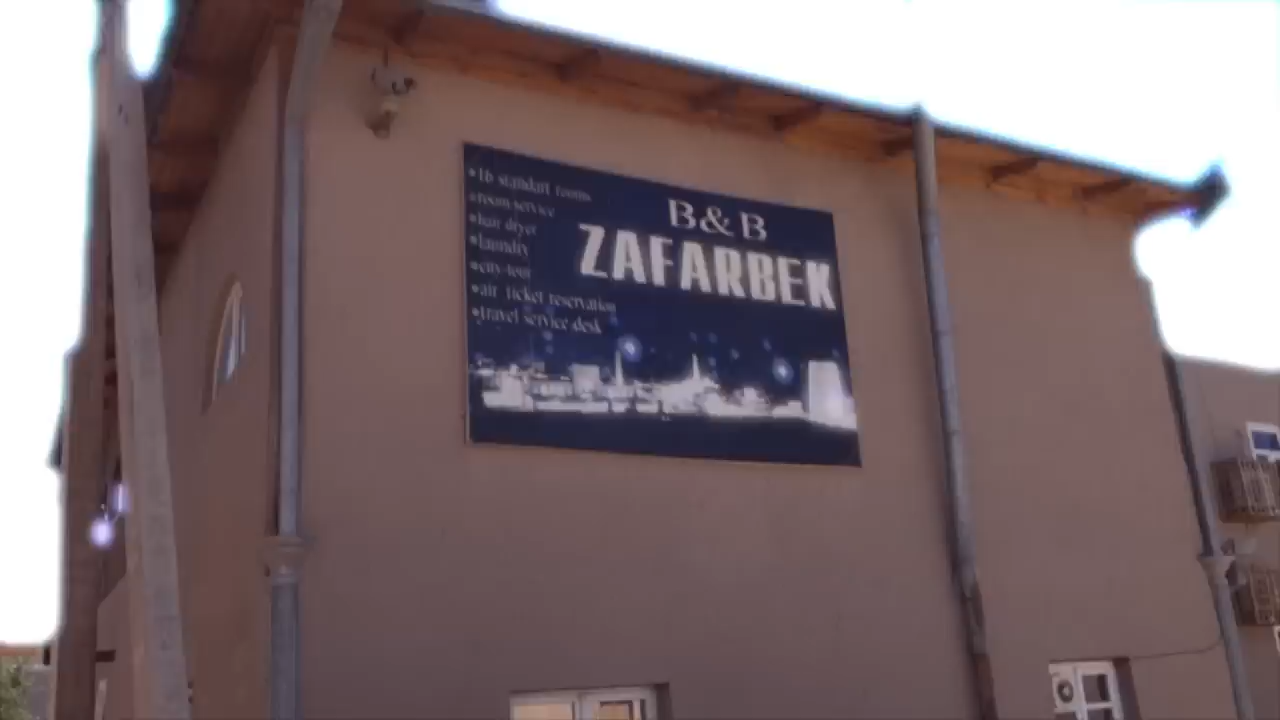 •16 standart rooms
•room service
•hair dryer
•laundry
•city-tour
•air ticket reservation
•travel service desk
B&B
ZAFARBEK